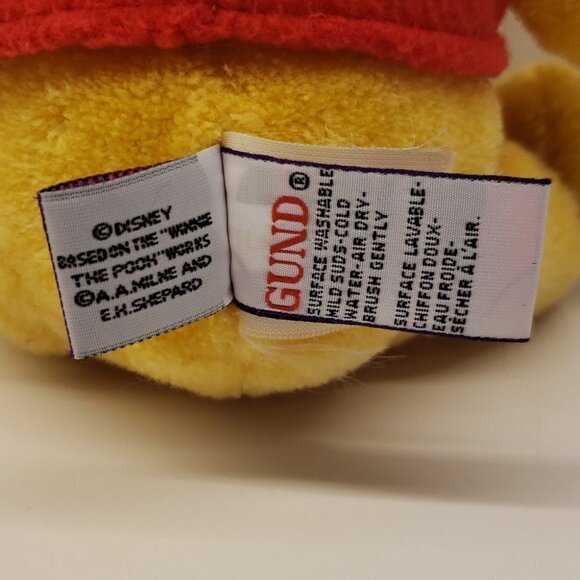 © DISNEY
BASED ON THE "WINNIE
THE POOH" WORKS
© A.A. MILNE AND
E.H. SHEPARD
GUND®
SURFACE WASHABLE
MILD SUDS-COLD
WATER-AIR DRY-
BRUSH GENTLY
SURFACE LAVABLE-
CHIFFON DOUX-
EAU FROIDE-
SÉCHER À L'AIR.